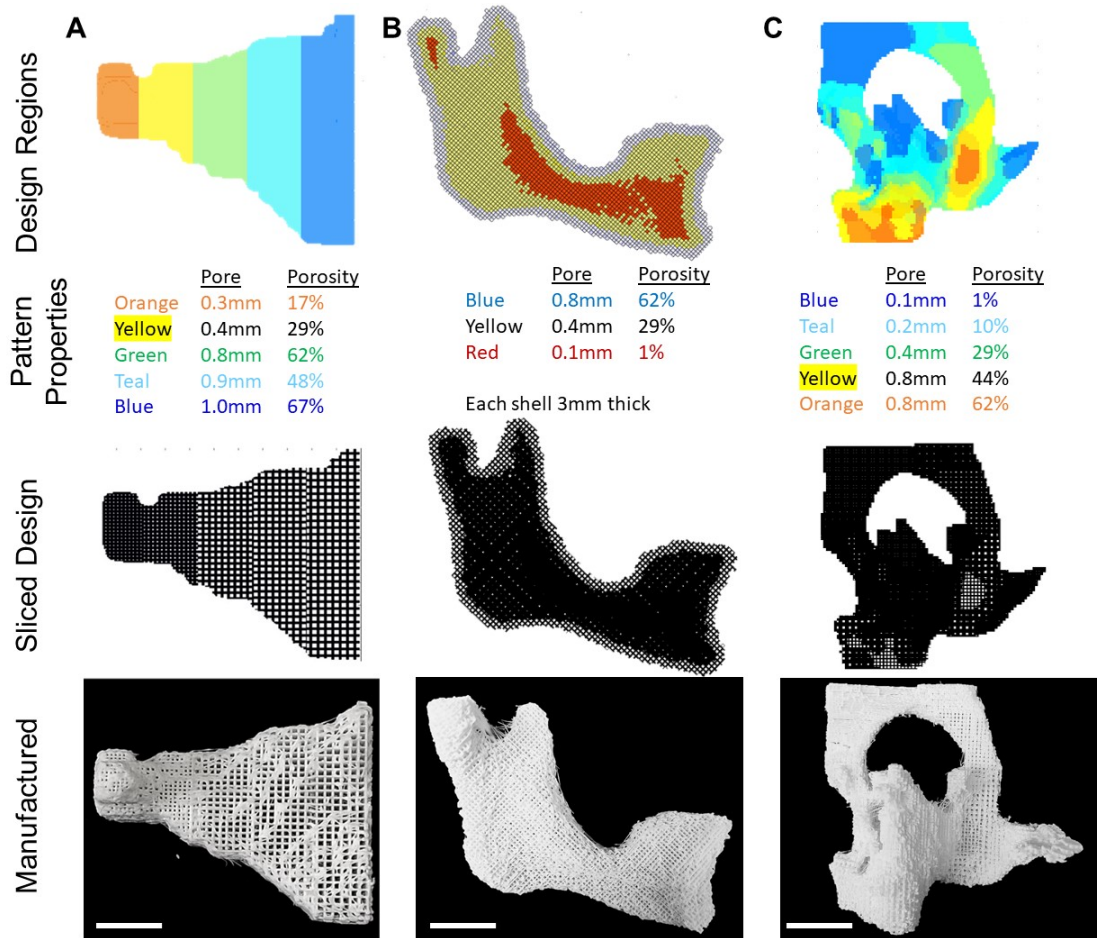 A
B
C
Design Regions
Pattern Properties
Pore Porosity
Orange 0.3mm 17%
Yellow 0.4mm 29%
Green 0.8mm 62%
Teal 0.9mm 48%
Blue 1.0mm 67%
Pore Porosity
Blue 0.8mm 62%
Yellow 0.4mm 29%
Red 0.1mm 1%
Each shell 3mm thick
Pore Porosity
Blue 0.1mm 1%
Teal 0.2mm 10%
Green 0.4mm 29%
Yellow 0.8mm 44%
Orange 0.8mm 62%
Sliced Design
Manufactured